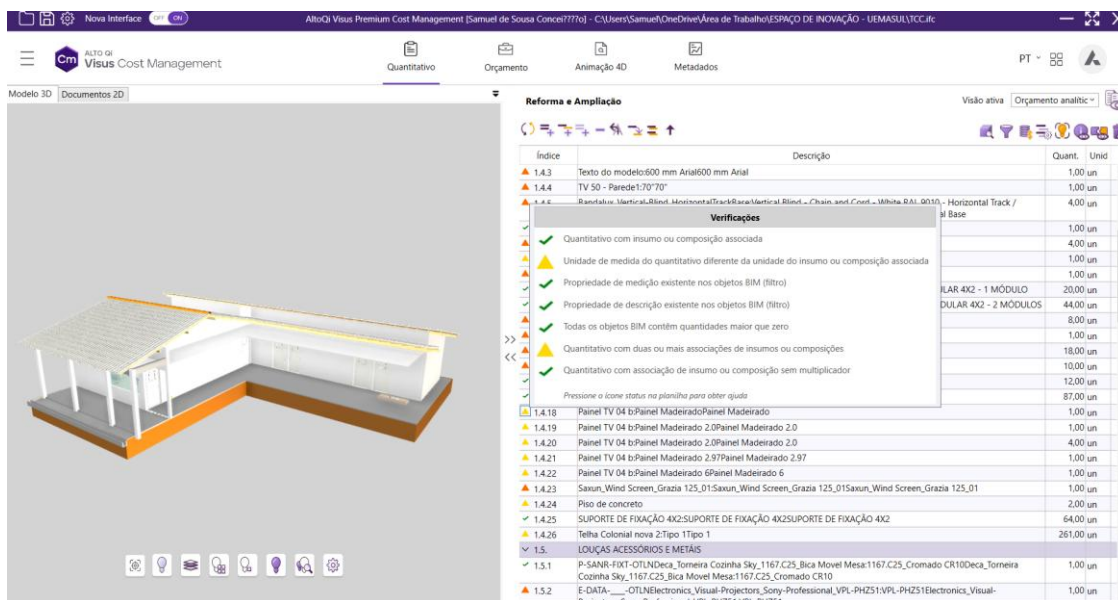 Nova Interface OFF ON AltoQi Visus Premium Cost Management [Samuel de Sousa Concei????o] - C:\Users\Samuel\OneDrive\Área de Trabalho\ESPAÇO DE INOVAÇÃO - UEMASUL\TCC.ifc
Cm ALTO QI
Visus Cost Management
Quantitativo Orçamento Animação 4D Metadados PT
Modelo 3D Documentos 2D
Reforma e Ampliação Visão ativa Orçamento analític
Índice Descrição Quant. Unid
1.4.3 Texto do modelo:600 mm Arial600 mm Arial 1,00 un
1.4.4 TV 50 - Parede1:70"70" 1,00 un
- Horizontal Track / 4,00 un
al Base
Verificações
Quantitativo com insumo ou composição associada
Unidade de medida do quantitativo diferente da unidade do insumo ou composição associada
Propriedade de medição existente nos objetos BIM (filtro)
Propriedade de descrição existente nos objetos BIM (filtro)
Todas os objetos BIM contêm quantidades maior que zero
Quantitativo com duas ou mais associações de insumos ou composições
Quantitativo com associação de insumo ou composição sem multiplicador
Pressione o ícone status na planilha para obter ajuda
1,00 un
4,00 un
1,00 un
1,00 un
ULAR 4X2 - 1 MÓDULO 20,00 un
DULAR 4X2 - 2 MÓDULOS 44,00 un
8,00 un
1,00 un
18,00 un
10,00 un
12,00 un
87,00 un
1.4.18 Painel TV 04 b:Painel MadeiradoPainel Madeirado 1,00 un
1.4.19 Painel TV 04 b:Painel Madeirado 2.0Painel Madeirado 2.0 1,00 un
1.4.20 Painel TV 04 b:Painel Madeirado 2.0Painel Madeirado 2.0 4,00 un
1.4.21 Painel TV 04 b:Painel Madeirado 2.97Painel Madeirado 2.97 1,00 un
1.4.22 Painel TV 04 b:Painel Madeirado 6Painel Madeirado 6 1,00 un
1.4.23 Saxun_Wind Screen_Grazia 125_01:Saxun_Wind Screen_Grazia 125_01Saxun_Wind Screen_Grazia 125_01 1,00 un
1.4.24 Piso de concreto 2,00 un
1.4.25 SUPORTE DE FIXAÇÃO 4X2:SUPORTE DE FIXAÇÃO 4X2SUPORTE DE FIXAÇÃO 4X2 64,00 un
1.4.26 Telha Colonial nova 2:Tipo 1Tipo 1 261,00 un
1.5. LOUÇAS ACESSÓRIOS E METÁIS
1.5.1 P-SANR-FIXT-OTLNDeca_Torneira Cozinha Sky_1167.C25_Bica Movel Mesa:1167.C25_Cromado CR10Deca_Torneira 1,00 un
Cozinha Sky_1167.C25_Bica Movel Mesa:1167.C25_Cromado CR10
1.5.2 E-DATA-___-OTLNElectronics_Visual-Projectors_Sony-Professional_VPL-PHZ51:VPL-PHZ51Electronics_Visual- 1,00 un